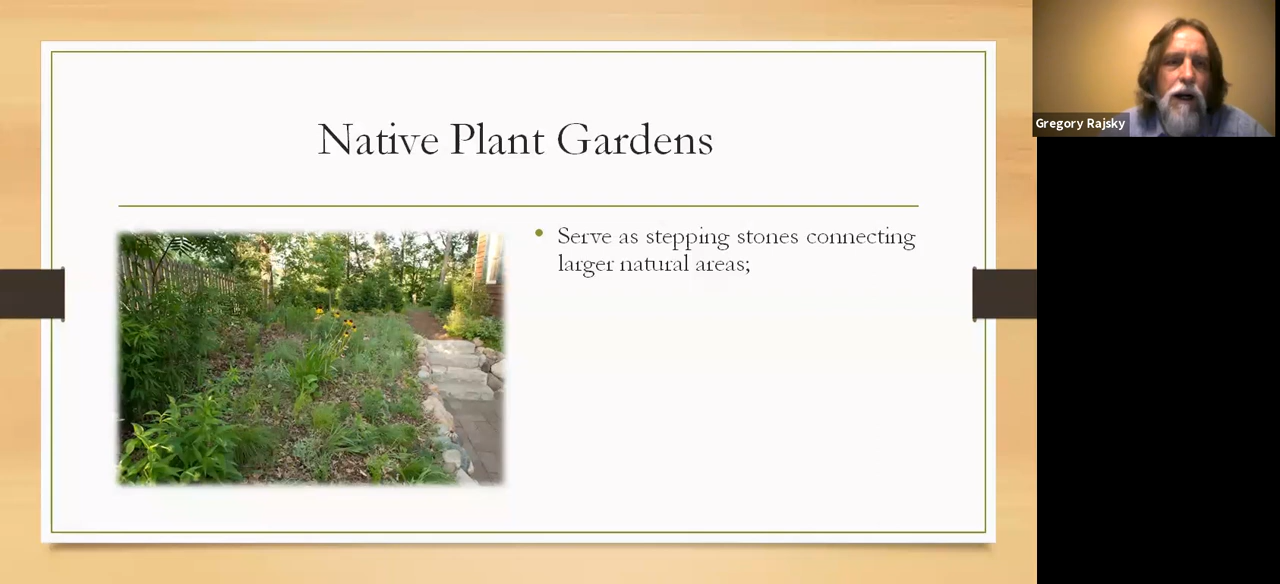 Native Plant Gardens
Serve as stepping stones connecting
larger natural areas;
Gregory Rajsky